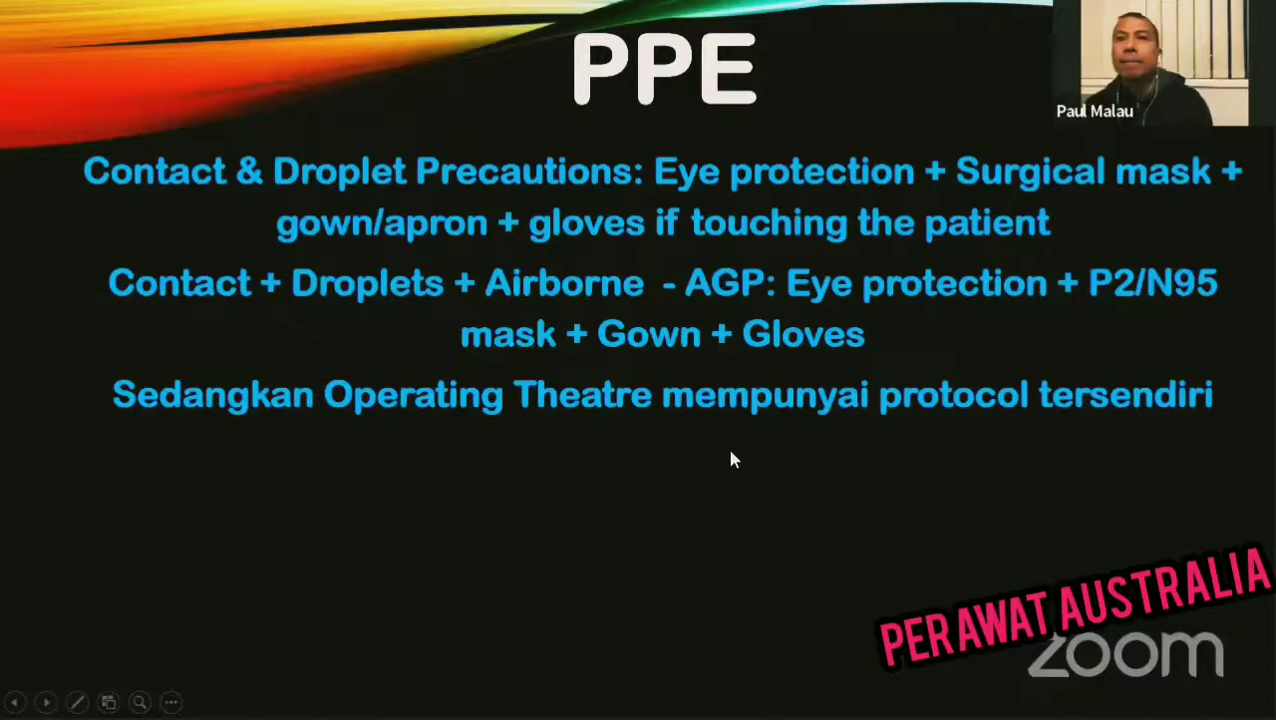 PPE
Paul Malau
Contact & Droplet Precautions: Eye protection + Surgical mask +
gown/apron + gloves if touching the patient
Contact + Droplets + Airborne - AGP: Eye protection + P2/N95
mask + Gown + Gloves
Sedangkan Operating Theatre mempunyai protocol tersendiri
PERAWAT AUSTRALIA
zoom